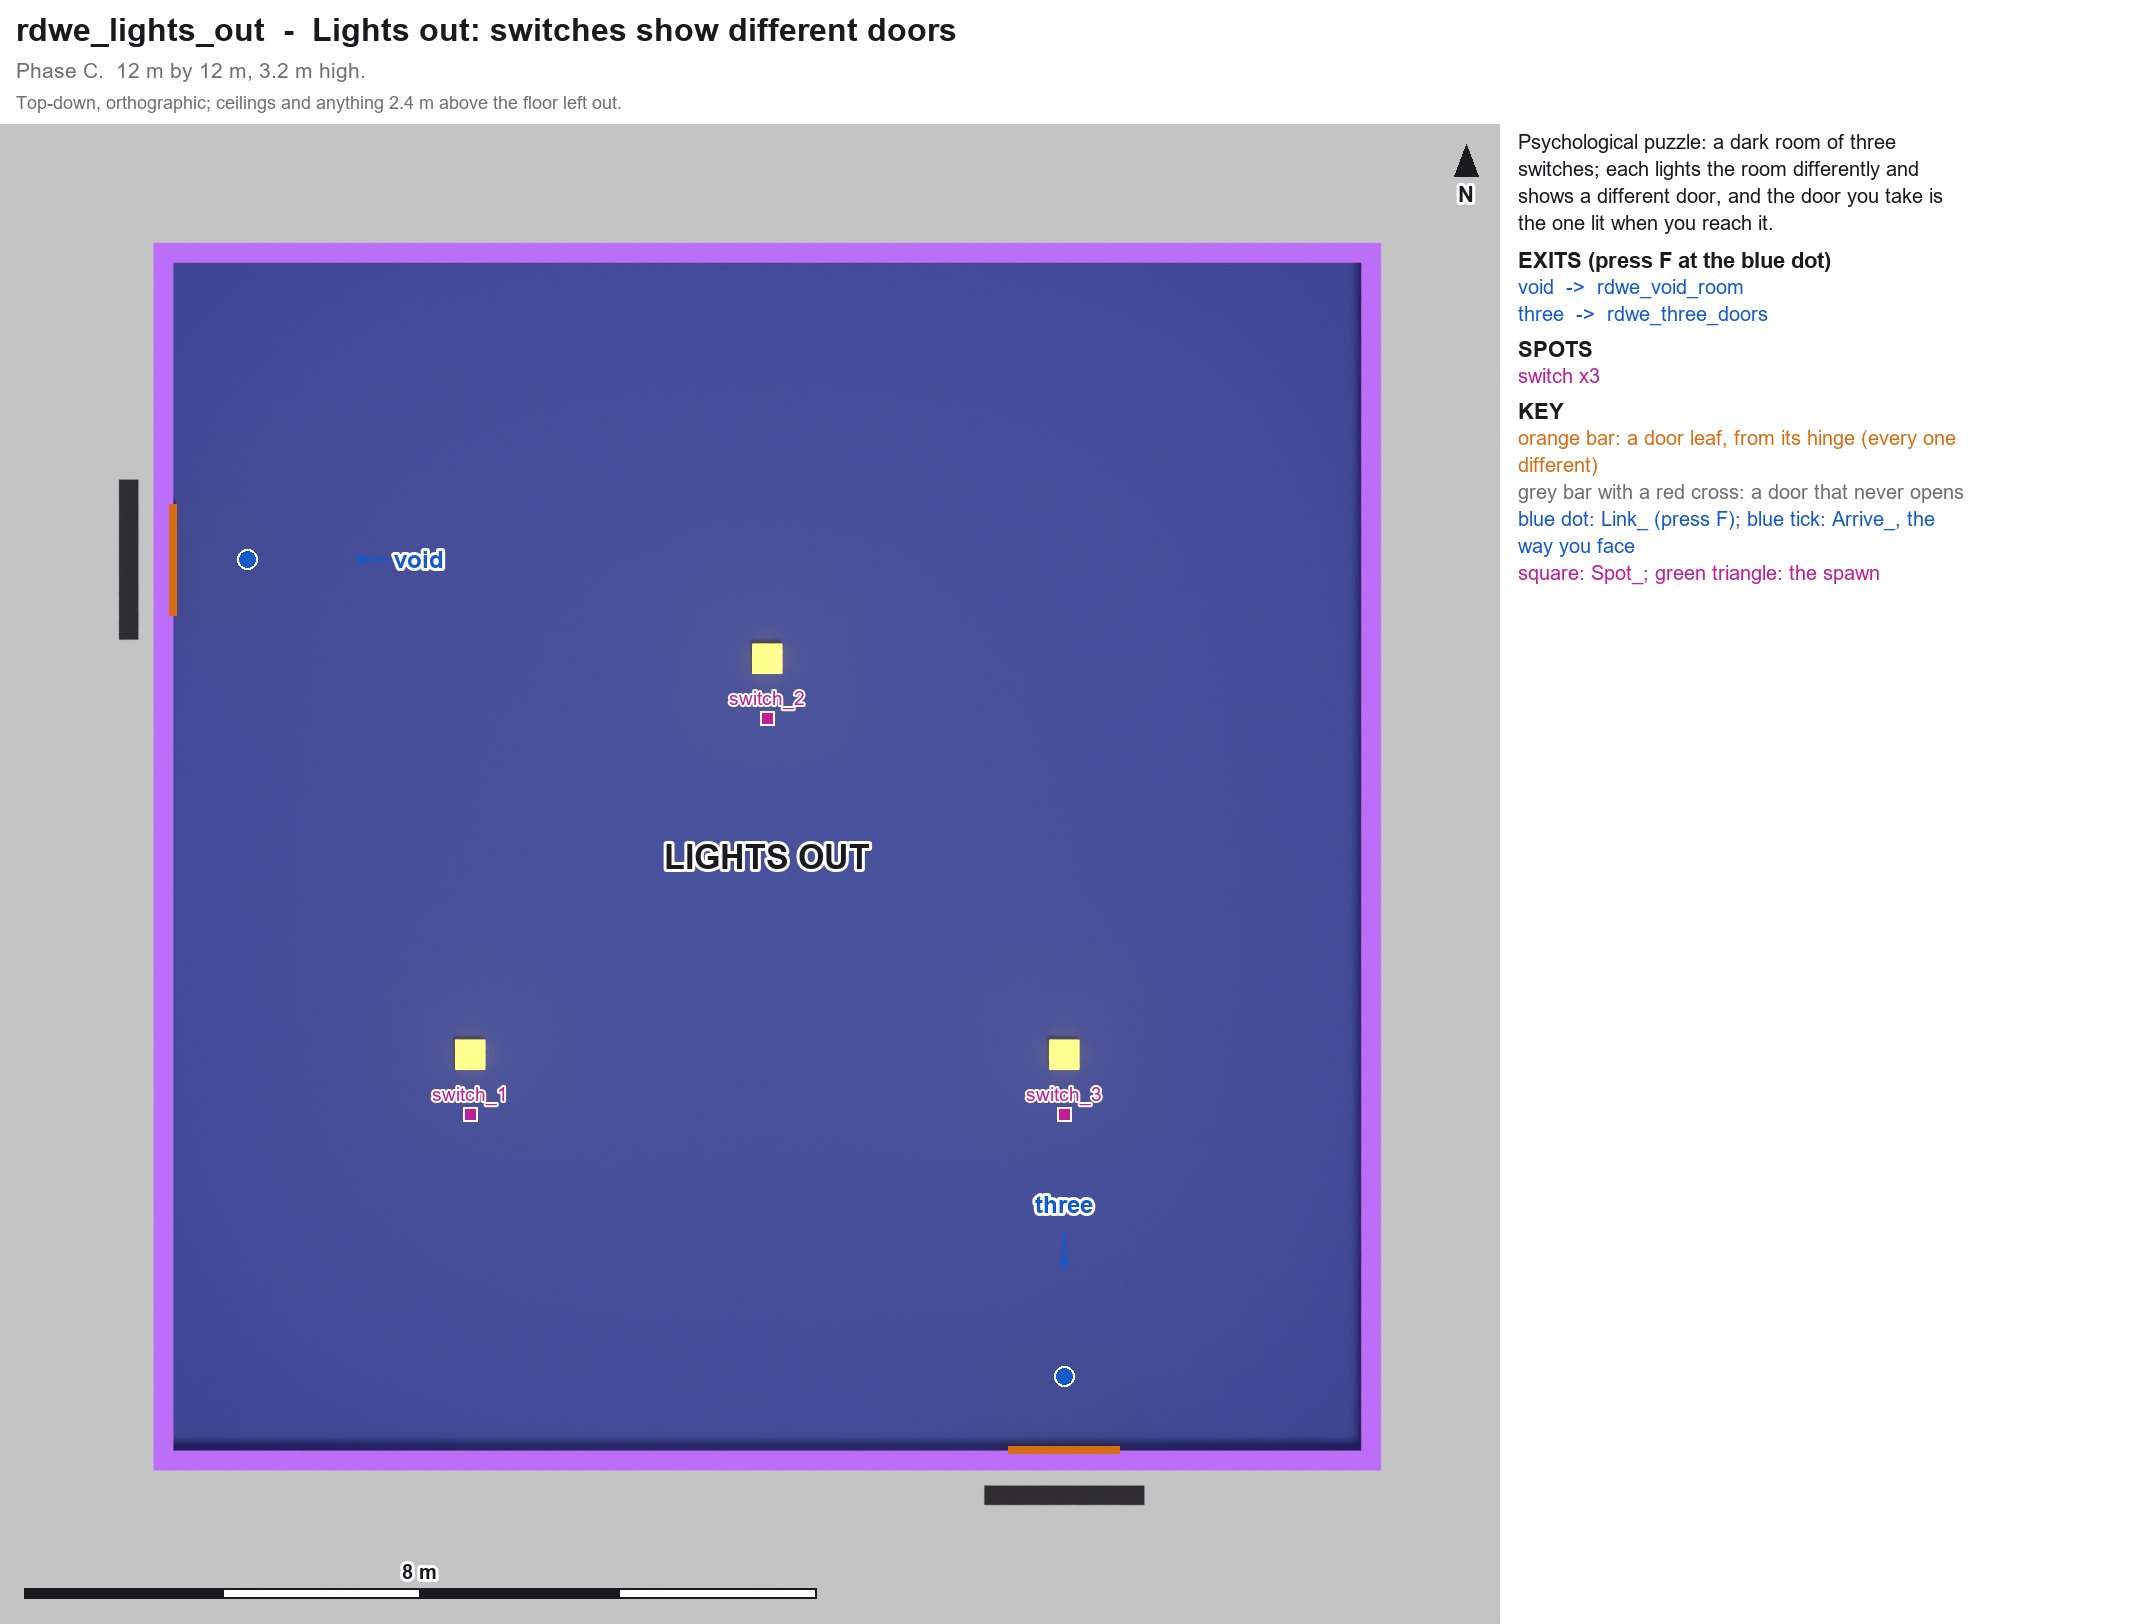 rdwe_lights_out  -  Lights out: switches show different doors
Phase C.  12 m by 12 m, 3.2 m high.
Top-down, orthographic; ceilings and anything 2.4 m above the floor left out.
N
void
switch_2
LIGHTS OUT
switch_1
switch_3
three
8 m
Psychological puzzle: a dark room of three
switches; each lights the room differently and
shows a different door, and the door you take is
the one lit when you reach it.
EXITS (press F at the blue dot)
void  ->  rdwe_void_room
three  ->  rdwe_three_doors
SPOTS
switch x3
KEY
orange bar: a door leaf, from its hinge (every one
different)
grey bar with a red cross: a door that never opens
blue dot: Link_ (press F); blue tick: Arrive_, the
way you face
square: Spot_; green triangle: the spawn